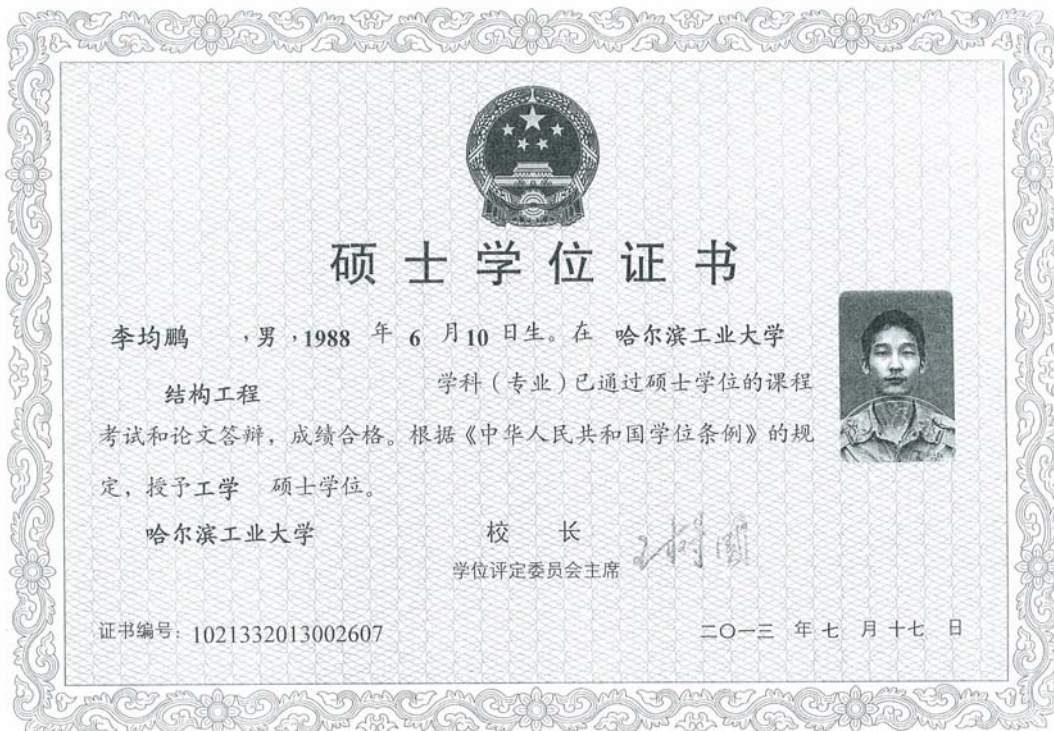 硕士学位证书
李均鹏 ，男，1988 年 6 月 10 日生。在 哈尔滨工业大学
结构工程 学科（专业）已通过硕士学位的课程
考试和论文答辩，成绩合格。根据《中华人民共和国学位条例》的规
定，授予工学 硕士学位。
哈尔滨工业大学 校 长 王树国
学位评定委员会主席
证书编号：1021332013002607 二〇一三 年 七 月 十七 日